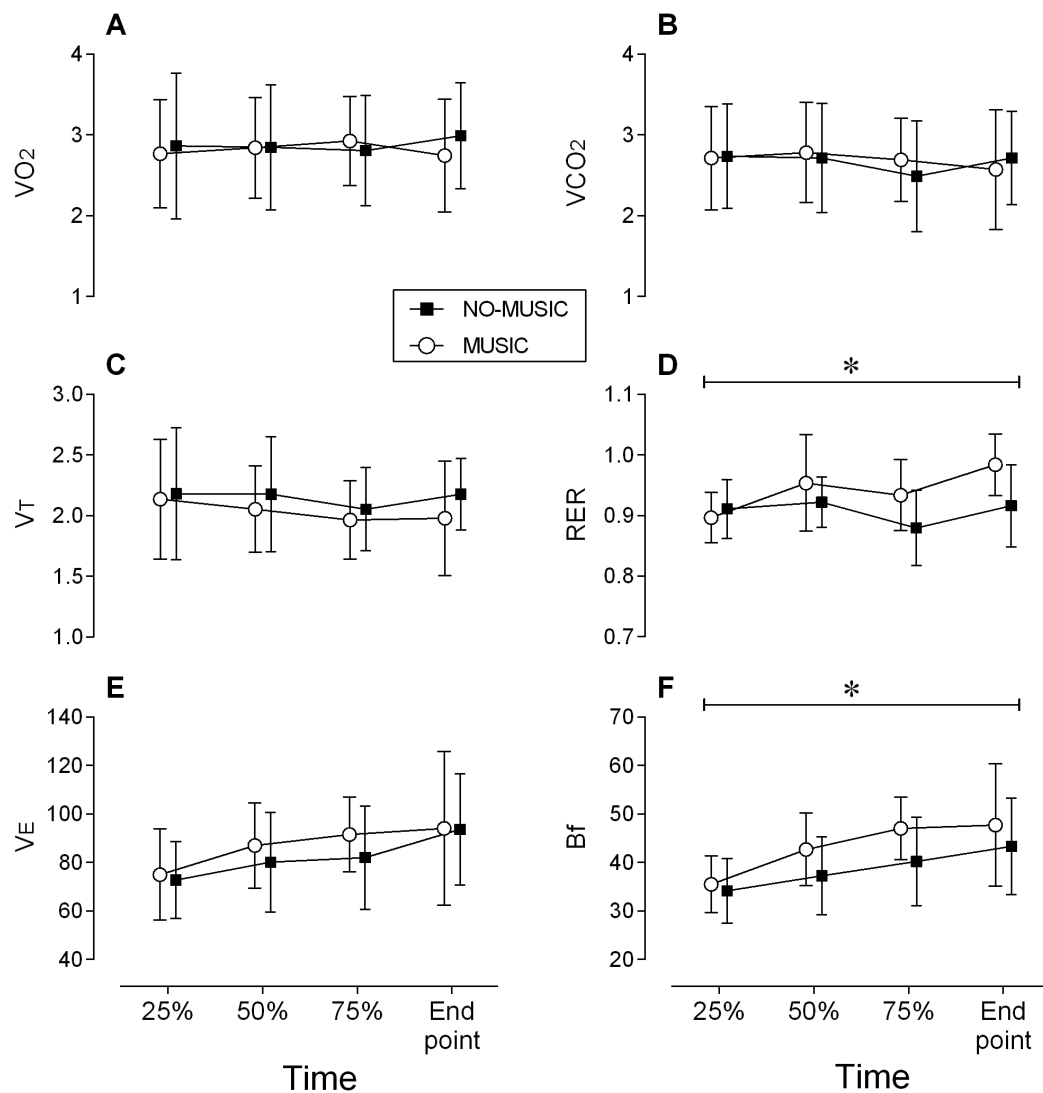 A
4
3
2
1
VO2
B
4
3
2
1
VCO2
NO-MUSIC
MUSIC
C
3.0
2.5
2.0
1.5
1.0
VT
D
*
1.1
1.0
0.9
0.8
0.7
RER
E
140
120
100
80
60
40
VE
25%
50%
75%
End
point
Time
F
*
70
60
50
40
30
20
Bf
25%
50%
75%
End
point
Time